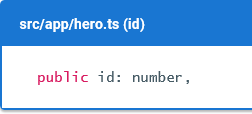 src/app/hero.ts (id)
public id: number,